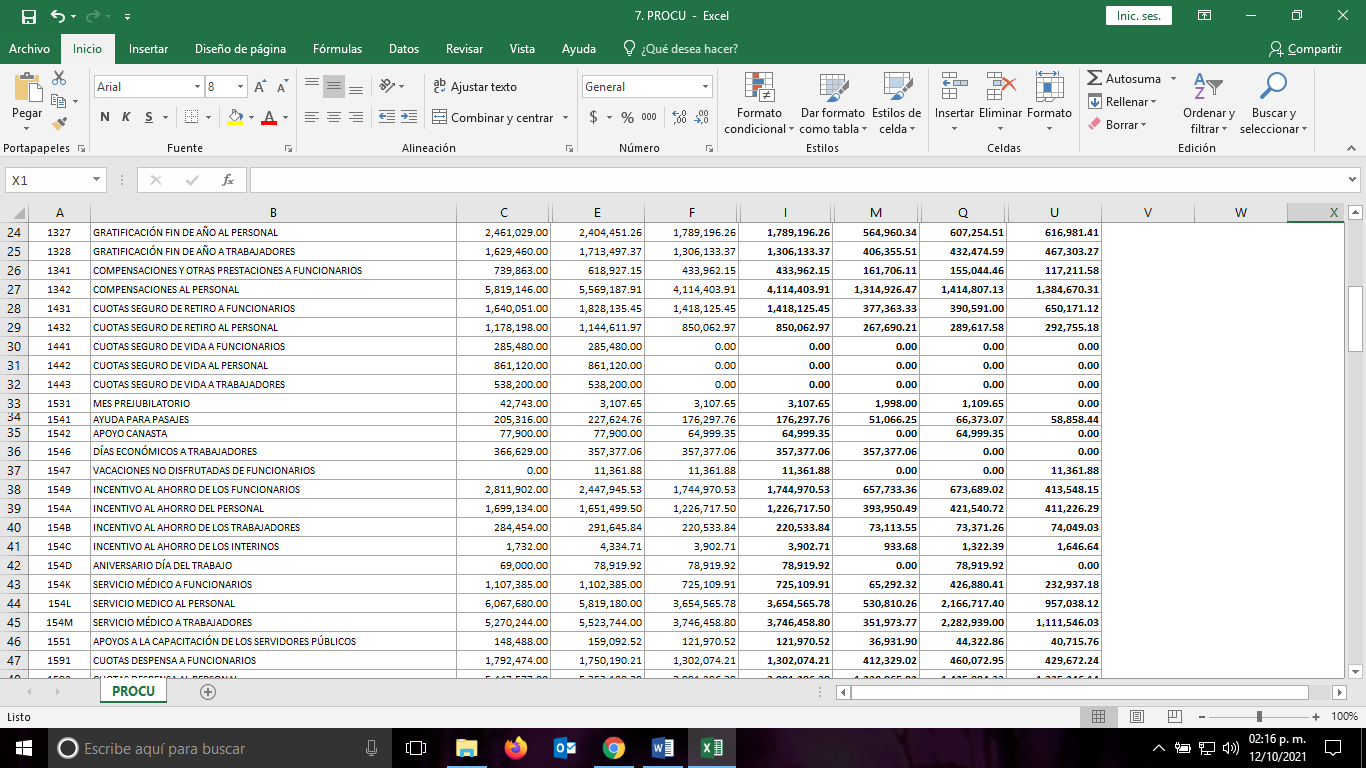 7. PROCU - Excel
Inic. ses.
Archivo Inicio Insertar Diseño de página Fórmulas Datos Revisar Vista Ayuda ¿Qué desea hacer? Compartir
Pegar
Arial 8
N K S
Ajustar texto
Combinar y centrar
General
$ % 000
Formato condicional
Dar formato como tabla
Estilos de celda
Insertar Eliminar Formato
Autosuma
Rellenar
Borrar
Ordenar y filtrar
Buscar y seleccionar
Portapapeles Fuente Alineación Número Estilos Celdas Edición
X1 fx
A B C E F I M Q U V W X
24 1327 GRATIFICACIÓN FIN DE AÑO AL PERSONAL 2,461,029.00 2,404,451.26 1,789,196.26 1,789,196.26 564,960.34 607,254.51 616,981.41
25 1328 GRATIFICACIÓN FIN DE AÑO A TRABAJADORES 1,629,460.00 1,713,497.37 1,306,133.37 1,306,133.37 406,355.51 432,474.59 467,303.27
26 1341 COMPENSACIONES Y OTRAS PRESTACIONES A FUNCIONARIOS 739,863.00 618,927.15 433,962.15 433,962.15 161,706.11 155,044.46 117,211.58
27 1342 COMPENSACIONES AL PERSONAL 5,819,146.00 5,569,187.91 4,114,403.91 4,114,403.91 1,314,926.47 1,414,807.13 1,384,670.31
28 1431 CUOTAS SEGURO DE RETIRO A FUNCIONARIOS 1,640,051.00 1,828,135.45 1,418,125.45 1,418,125.45 377,363.33 390,591.00 650,171.12
29 1432 CUOTAS SEGURO DE RETIRO AL PERSONAL 1,178,198.00 1,144,611.97 850,062.97 850,062.97 267,690.21 289,617.58 292,755.18
30 1441 CUOTAS SEGURO DE VIDA A FUNCIONARIOS 285,480.00 285,480.00 0.00 0.00 0.00 0.00 0.00
31 1442 CUOTAS SEGURO DE VIDA AL PERSONAL 861,120.00 861,120.00 0.00 0.00 0.00 0.00 0.00
32 1443 CUOTAS SEGURO DE VIDA A TRABAJADORES 538,200.00 538,200.00 0.00 0.00 0.00 0.00 0.00
33 1531 MES PREJUBILATORIO 42,743.00 3,107.65 3,107.65 3,107.65 1,998.00 1,109.65 0.00
34 1541 AYUDA PARA PASAJES 205,316.00 227,624.76 176,297.76 176,297.76 51,066.25 66,373.07 58,858.44
35 1542 APOYO CANASTA 77,900.00 77,900.00 64,999.35 64,999.35 0.00 64,999.35 0.00
36 1546 DÍAS ECONÓMICOS A TRABAJADORES 366,629.00 357,377.06 357,377.06 357,377.06 357,377.06 0.00 0.00
37 1547 VACACIONES NO DISFRUTADAS DE FUNCIONARIOS 0.00 11,361.88 11,361.88 11,361.88 0.00 0.00 11,361.88
38 1549 INCENTIVO AL AHORRO DE LOS FUNCIONARIOS 2,811,902.00 2,447,945.53 1,744,970.53 1,744,970.53 657,733.36 673,689.02 413,548.15
39 154A INCENTIVO AL AHORRO DEL PERSONAL 1,699,134.00 1,651,499.50 1,226,717.50 1,226,717.50 393,950.49 421,540.72 411,226.29
40 154B INCENTIVO AL AHORRO DE LOS TRABAJADORES 284,454.00 291,645.84 220,533.84 220,533.84 73,113.55 73,371.26 74,049.03
41 154C INCENTIVO AL AHORRO DE LOS INTERINOS 1,732.00 4,334.71 3,902.71 3,902.71 933.68 1,322.39 1,646.64
42 154D ANIVERSARIO DÍA DEL TRABAJO 69,000.00 78,919.92 78,919.92 78,919.92 0.00 78,919.92 0.00
43 154K SERVICIO MÉDICO A FUNCIONARIOS 1,107,385.00 1,102,385.00 725,109.91 725,109.91 65,292.32 426,880.41 232,937.18
44 154L SERVICIO MEDICO AL PERSONAL 6,067,680.00 5,819,180.00 3,654,565.78 3,654,565.78 530,810.26 2,166,717.40 957,038.12
45 154M SERVICIO MÉDICO A TRABAJADORES 5,270,244.00 5,523,744.00 3,746,458.80 3,746,458.80 351,973.77 2,282,939.00 1,111,546.03
46 1551 APOYOS A LA CAPACITACIÓN DE LOS SERVIDORES PÚBLICOS 148,488.00 159,092.52 121,970.52 121,970.52 36,931.90 44,322.86 40,715.76
47 1591 CUOTAS DESPENSA A FUNCIONARIOS 1,792,474.00 1,750,190.21 1,302,074.21 1,302,074.21 412,329.02 460,072.95 429,672.24
PROCU
Listo 100%
Escribe aquí para buscar
02:16 p. m.
12/10/2021